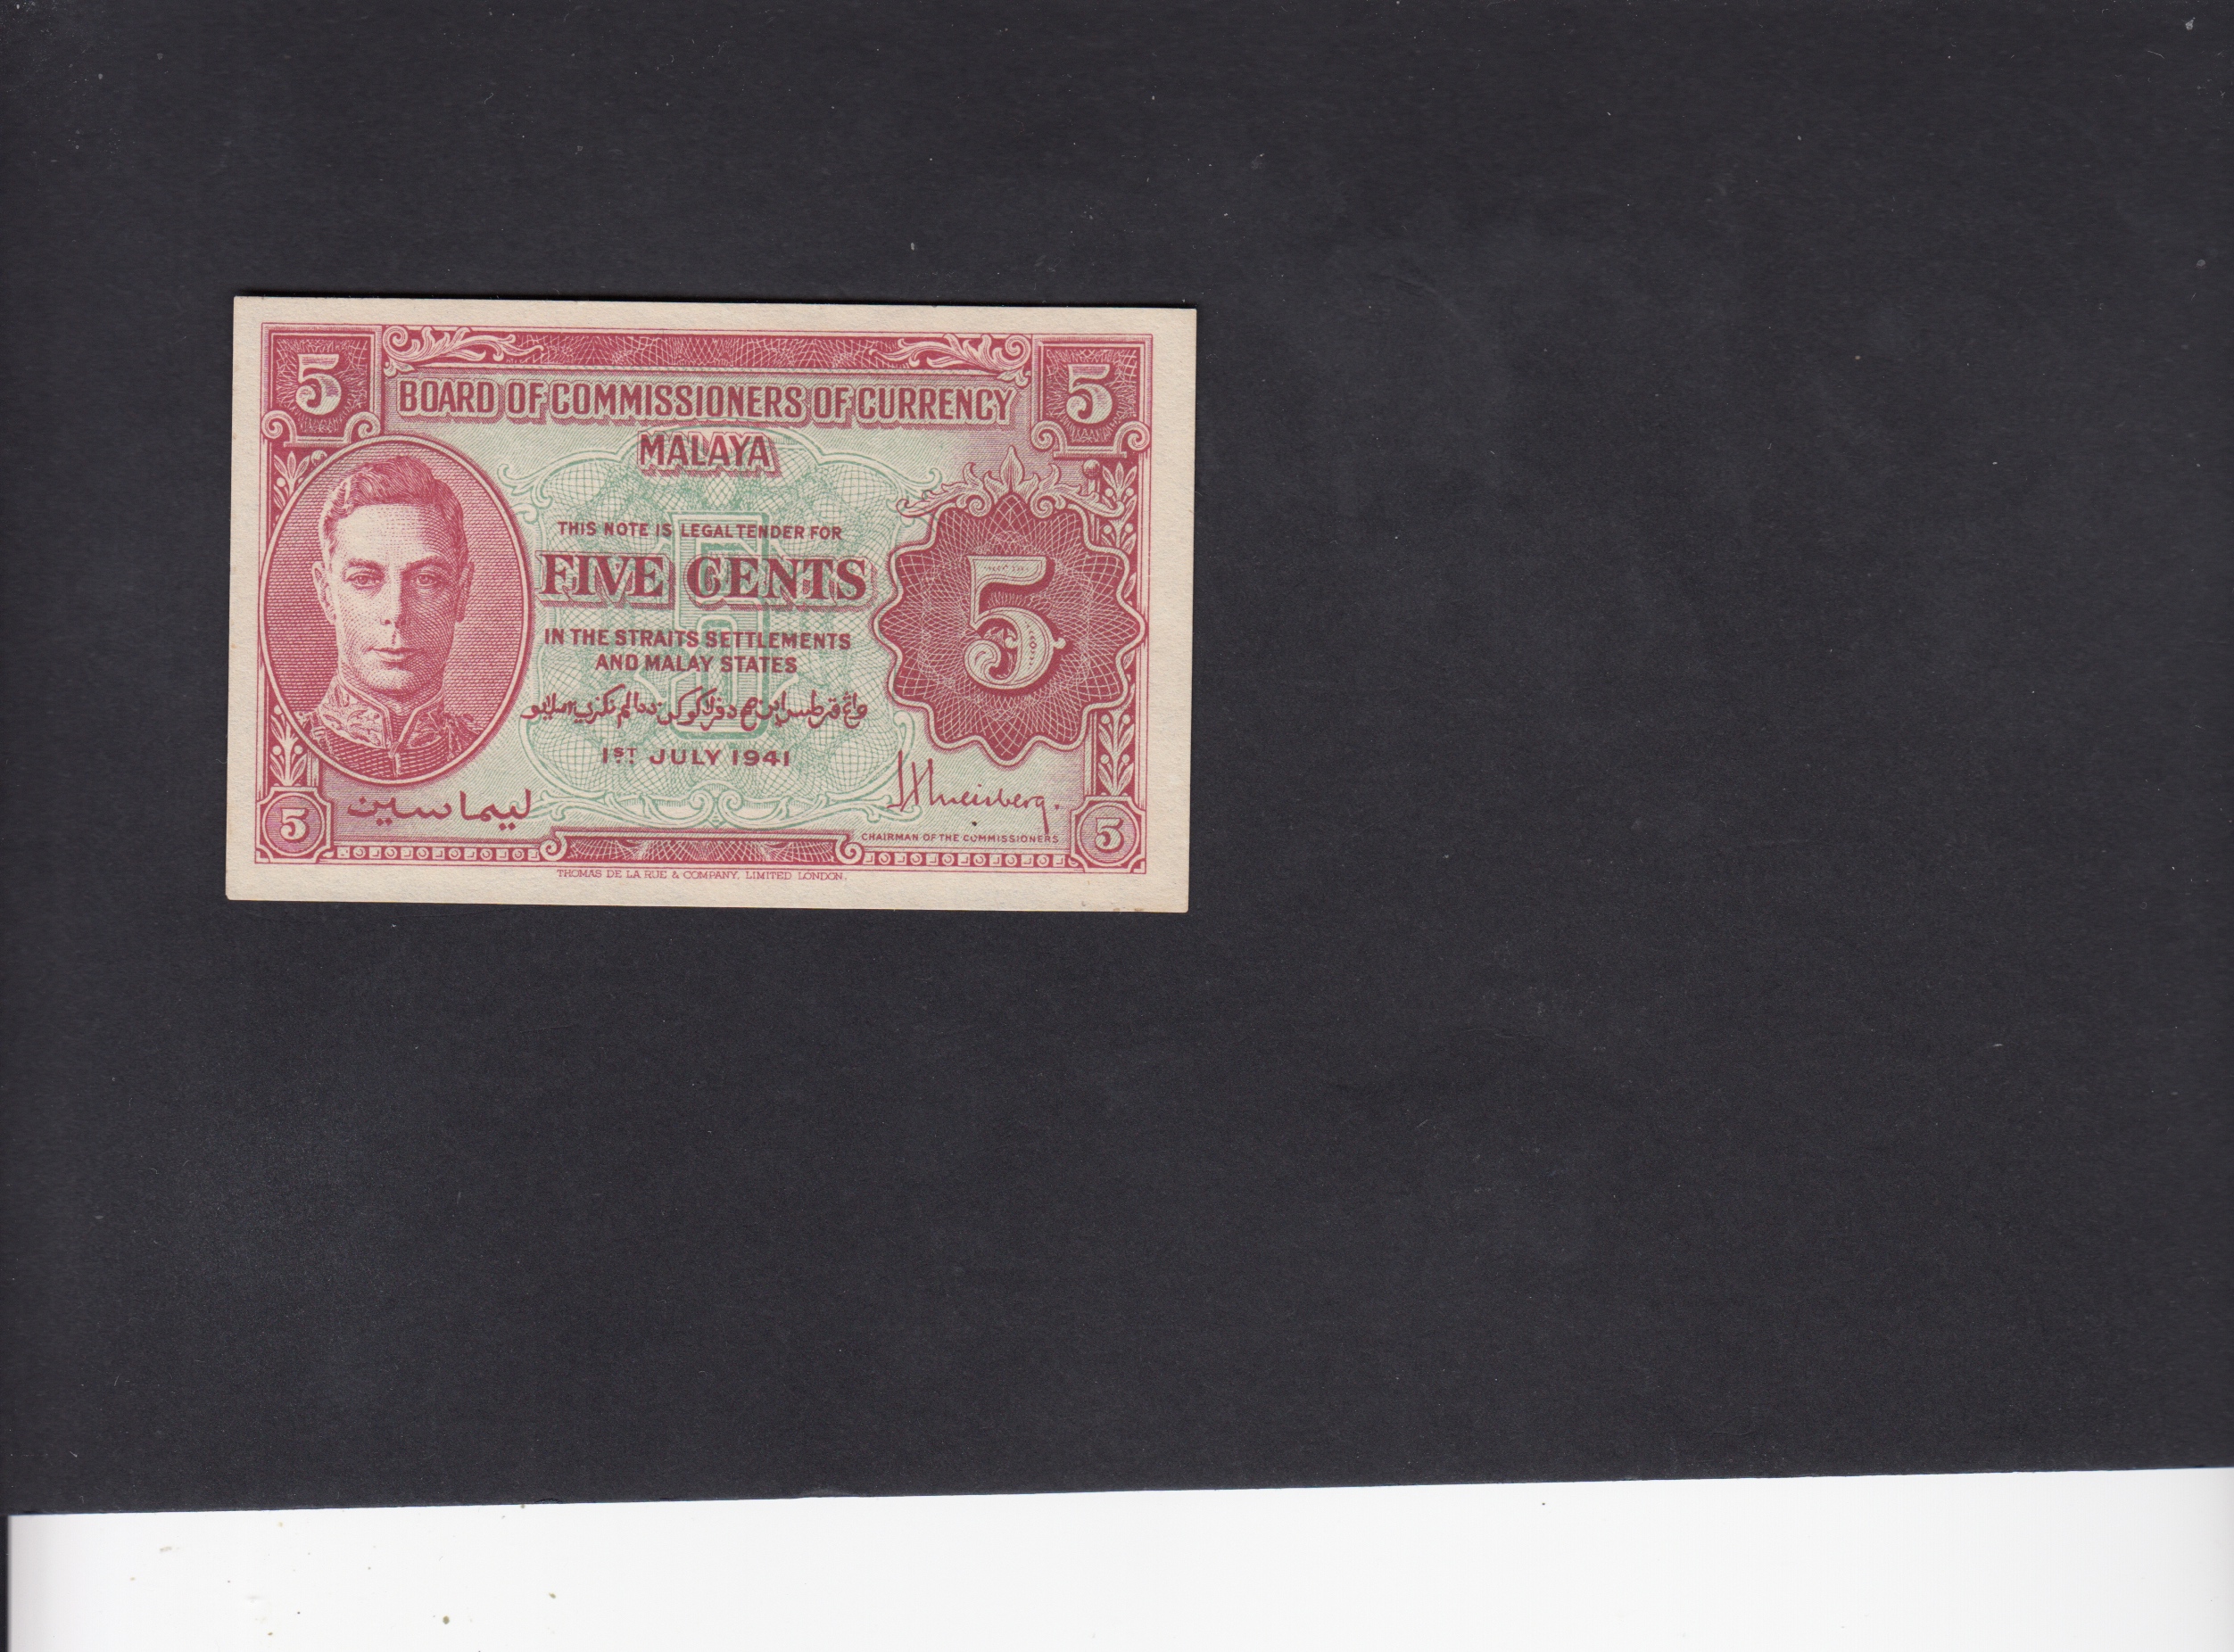 5 5
BOARD OF COMMISSIONERS OF CURRENCY
MALAYA
THIS NOTE IS LEGAL TENDER FOR
FIVE CENTS
5
IN THE STRAITS SETTLEMENTS
AND MALAY STATES
1ST JULY 1941
ليما سين
CHAIRMAN OF THE COMMISSIONERS
5 5
THOMAS DE LA RUE & COMPANY, LIMITED LONDON.